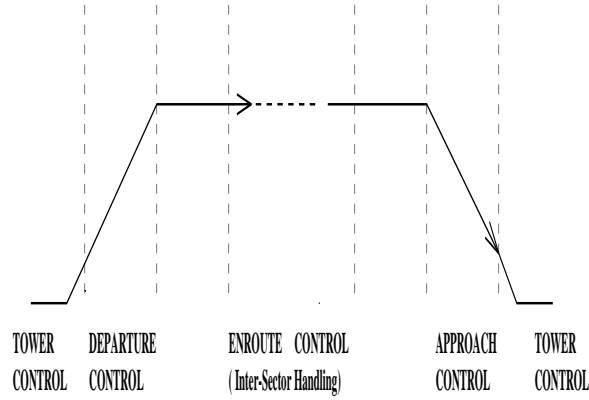 TOWER DEPARTURE ENROUTE CONTROL APPROACH TOWER
CONTROL CONTROL ( Inter-Sector Handling) CONTROL CONTROL